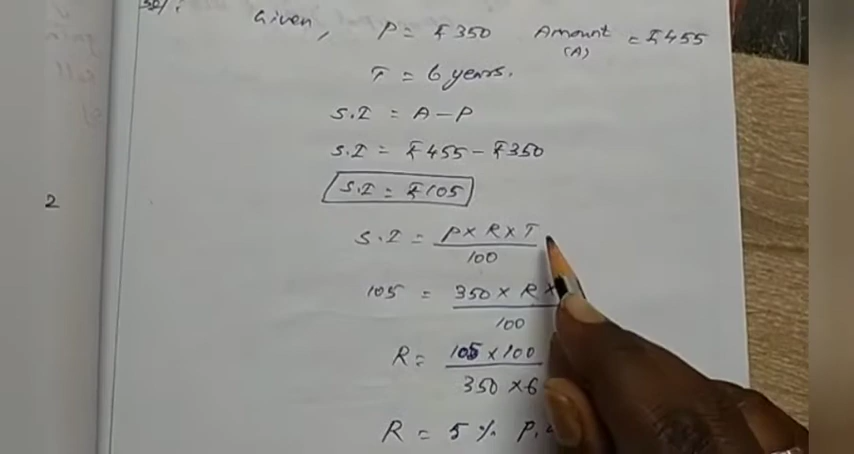 Soln:
Given, P = ₹350 Amount = ₹455
(A)
T = 6 years.
S.I = A - P
S.I = ₹455 - ₹350
S.I = ₹105
2
S.I = P × R × T
100
105 = 350 × R ×
100
R = 105 × 100
350 × 6
R = 5 % P.